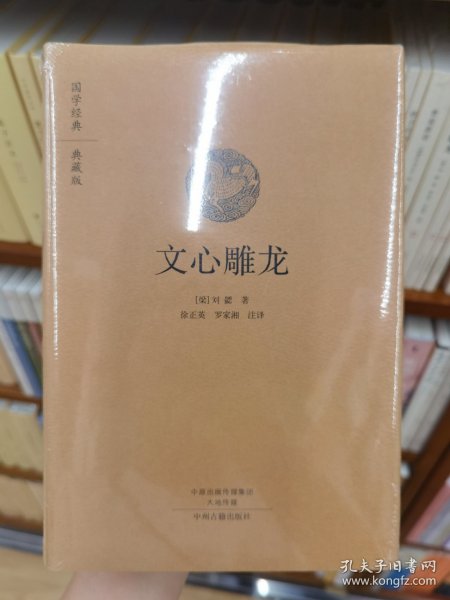 国学经典 典藏版
文心雕龙
[梁]刘勰 著
徐正英 罗家湘 注译
中原出版传媒集团
大地传媒
中州古籍出版社
孔夫子旧书网
www.kongfz.com